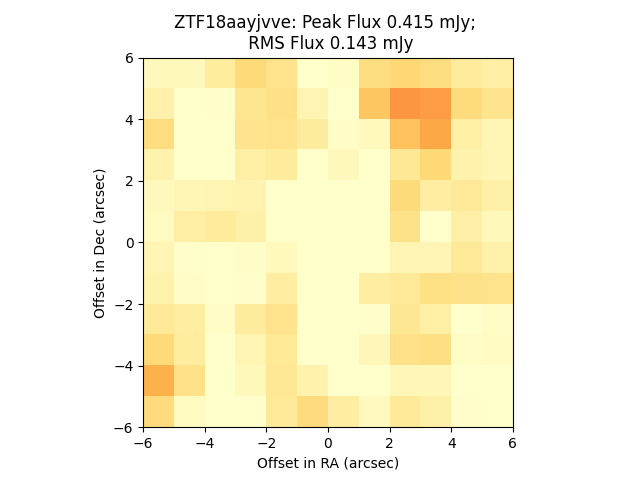 ZTF18aayjvve: Peak Flux 0.415 mJy;
RMS Flux 0.143 mJy
6
4
2
0
−2
−4
−6
Offset in Dec (arcsec)
−6 −4 −2 0 2 4 6
Offset in RA (arcsec)